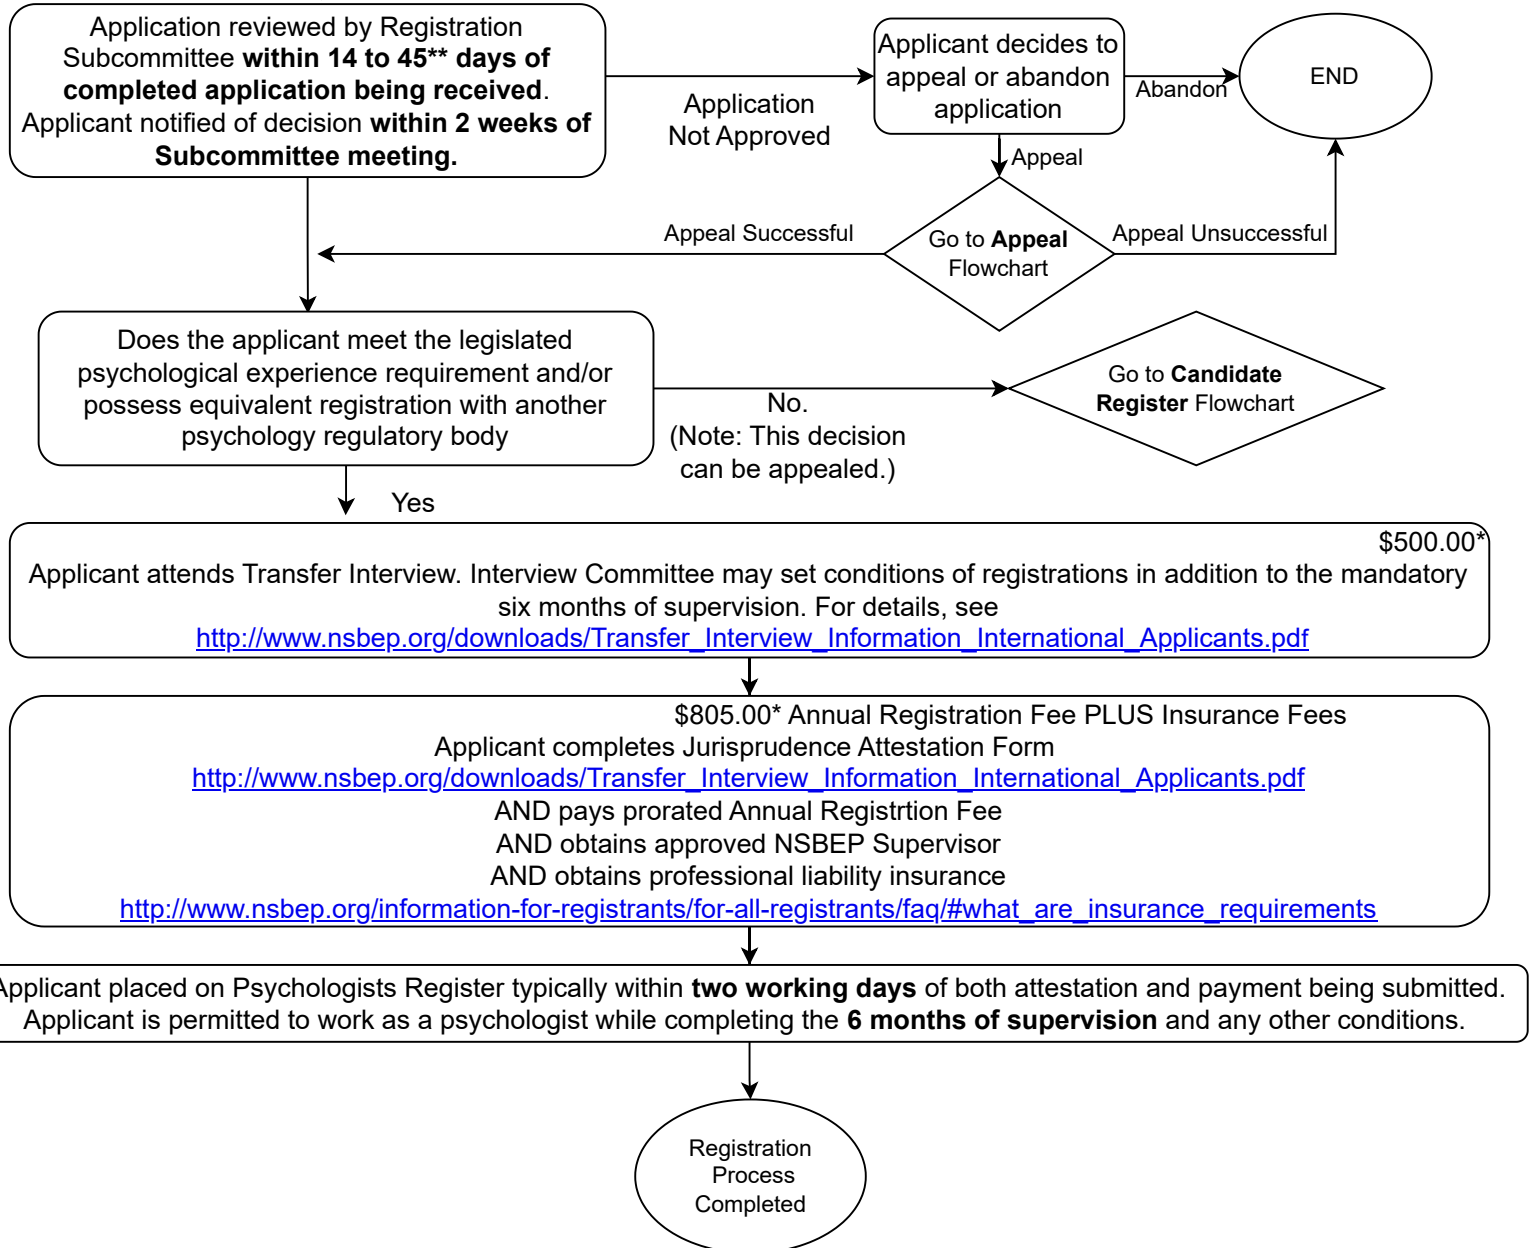 Application reviewed by Registration
Subcommittee within 14 to 45** days of
completed application being received.
Applicant notified of decision within 2 weeks of
Subcommittee meeting.
Application
Not Approved
Applicant decides to
appeal or abandon
application
Abandon
END
Appeal
Appeal Successful
Go to Appeal
Flowchart
Appeal Unsuccessful
Does the applicant meet the legislated
psychological experience requirement and/or
possess equivalent registration with another
psychology regulatory body
No.
(Note: This decision
can be appealed.)
Go to Candidate
Register Flowchart
Yes
$500.00*
Applicant attends Transfer Interview. Interview Committee may set conditions of registrations in addition to the mandatory
six months of supervision. For details, see
http://www.nsbep.org/downloads/Transfer_Interview_Information_International_Applicants.pdf
$805.00* Annual Registration Fee PLUS Insurance Fees
Applicant completes Jurisprudence Attestation Form
http://www.nsbep.org/downloads/Transfer_Interview_Information_International_Applicants.pdf
AND pays prorated Annual Registrtion Fee
AND obtains approved NSBEP Supervisor
AND obtains professional liability insurance
http://www.nsbep.org/information-for-registrants/for-all-registrants/faq/#what_are_insurance_requirements
Applicant placed on Psychologists Register typically within two working days of both attestation and payment being submitted.
Applicant is permitted to work as a psychologist while completing the 6 months of supervision and any other conditions.
Registration
Process
Completed